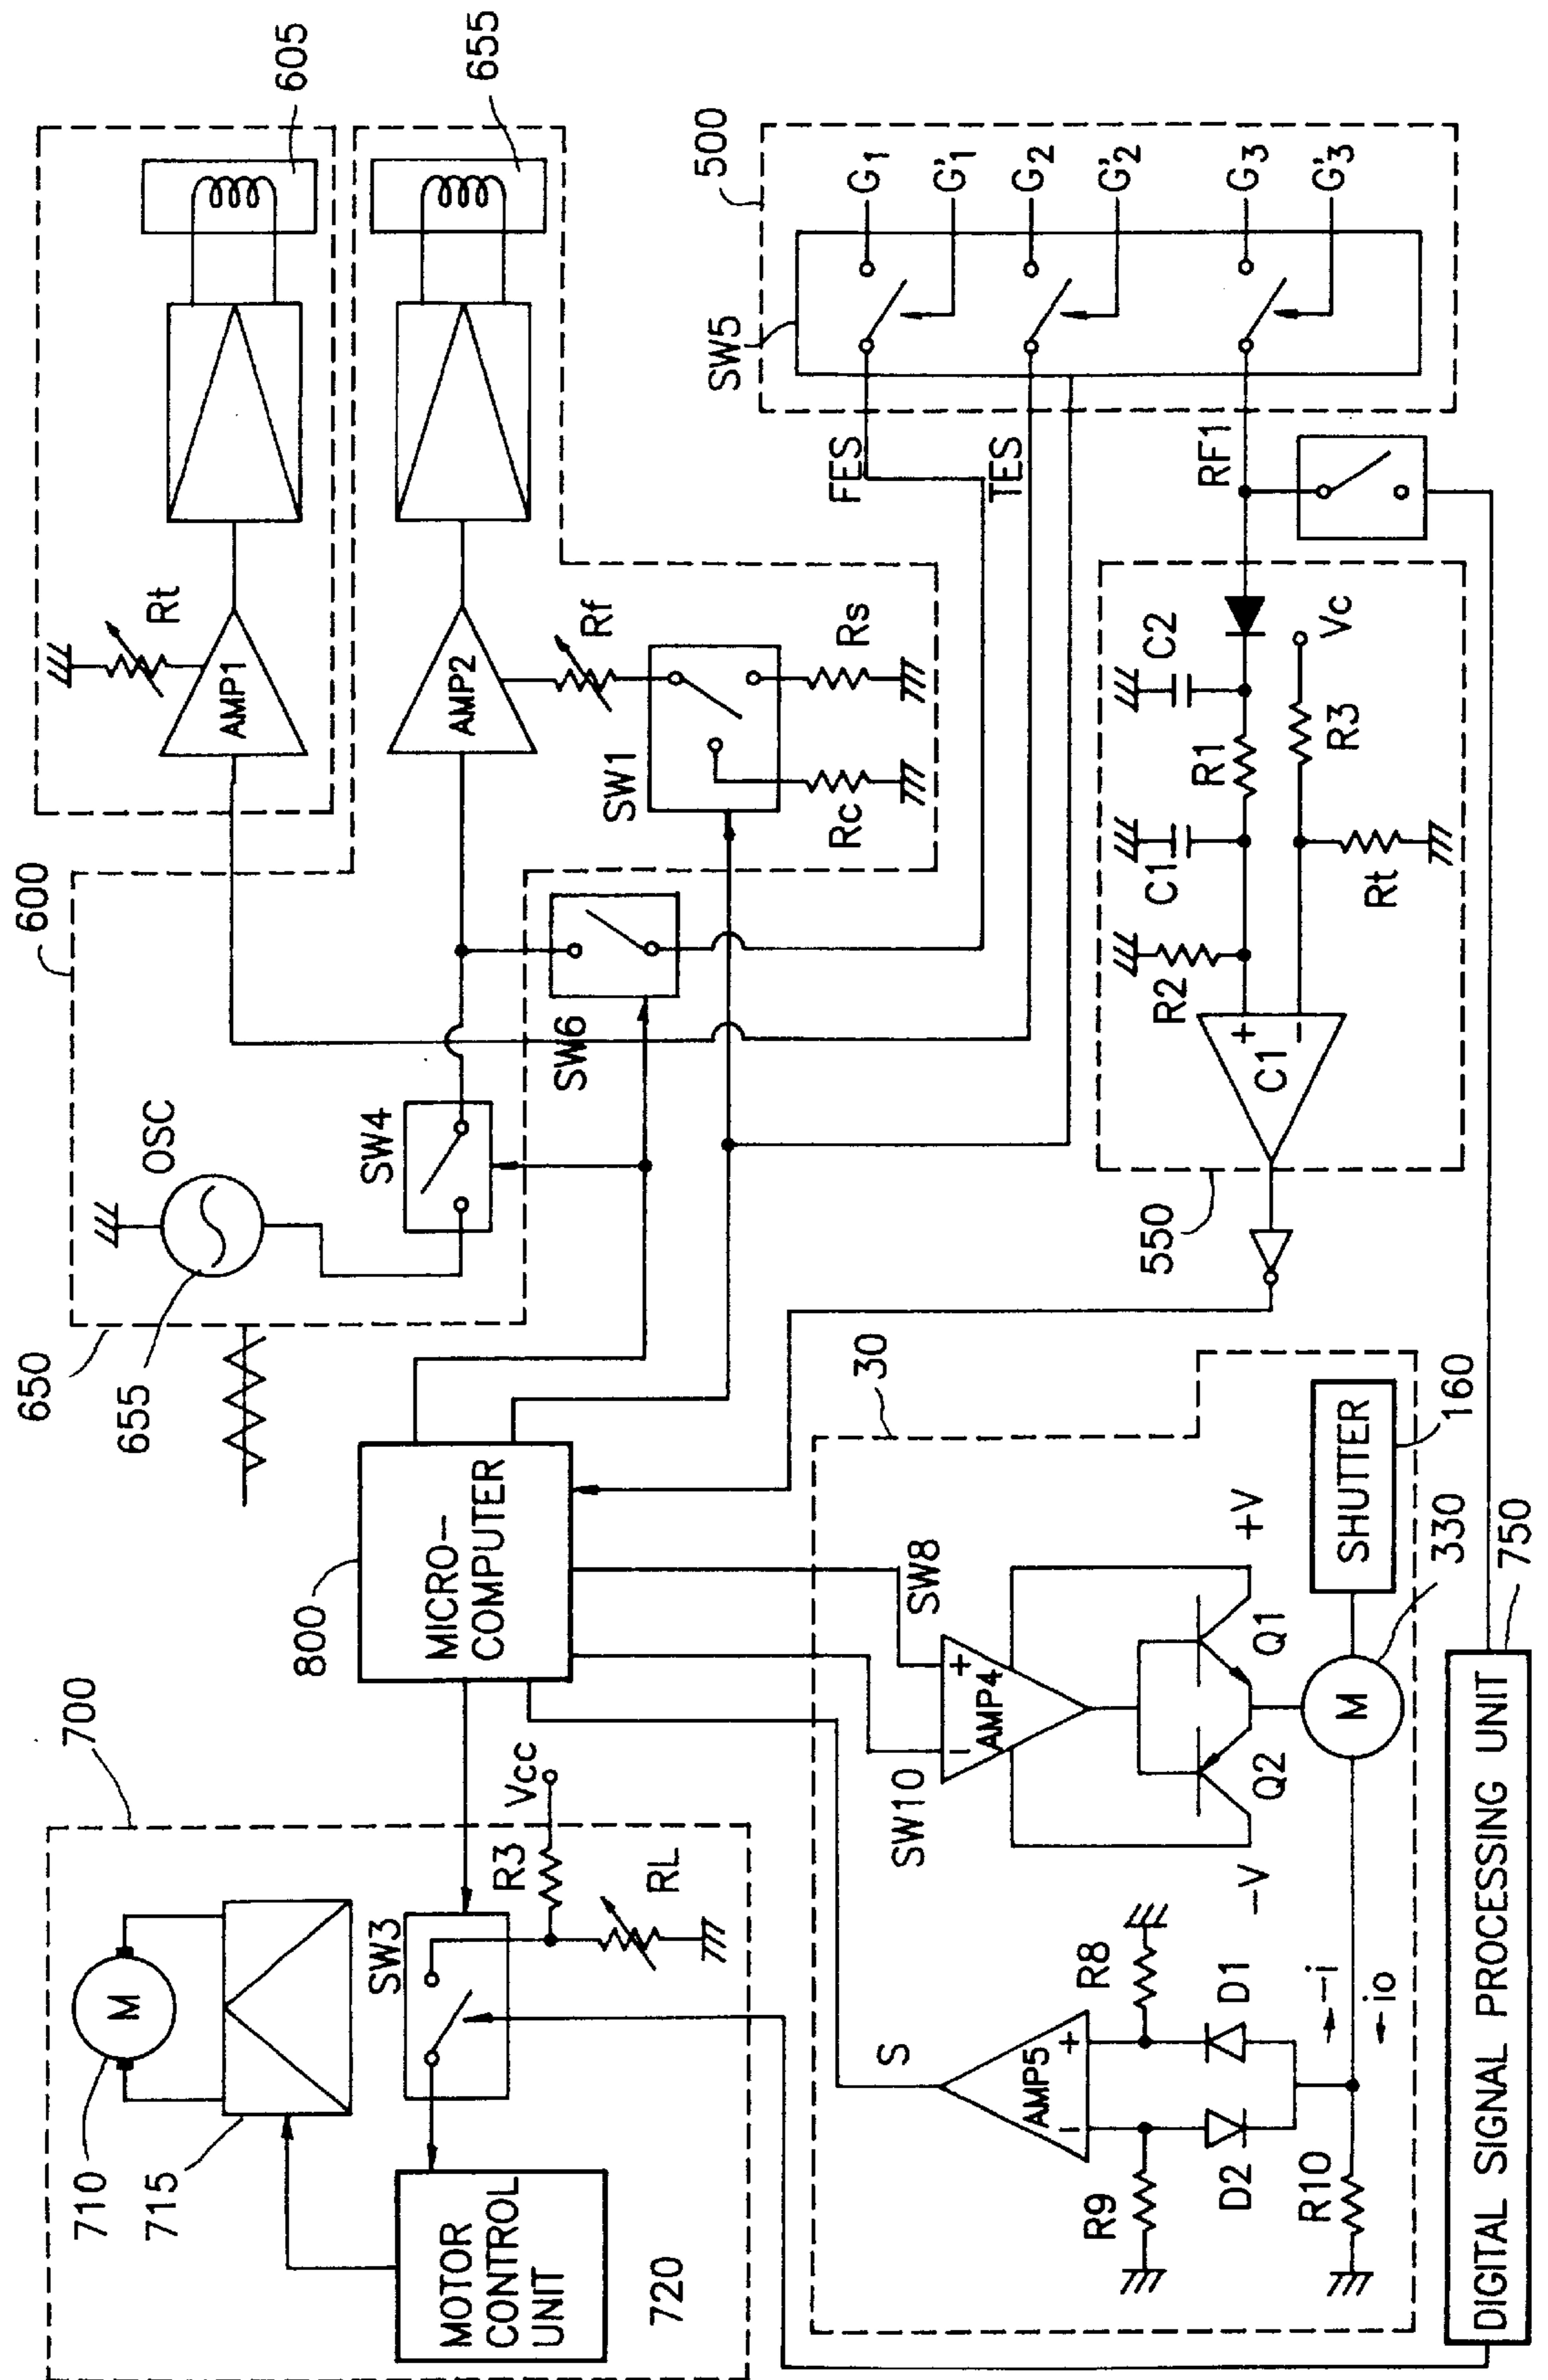 710
715
MOTOR
CONTROL
UNIT
720
M
700
SW3
R3
Vcc
RL
800
MICRO-
COMPUTER
650
655
OSC
600
SW4
SW6
AMP1
Rt
605
AMP2
Rf
655
SW1
Rc
Rs
500
SW5
FES
TES
RF1
G1
G'1
G2
G'2
G3
G'3
550
C1
+
−
R2
C1
R1
C2
R3
Vc
Rt
30
SW8
SW10
AMP4
+
−
+V
−V
Q1
Q2
M
SHUTTER
160
330
750
S
AMP5
+
−
R8
R9
D1
D2
R10
−i
io
DIGITAL SIGNAL PROCESSING UNIT